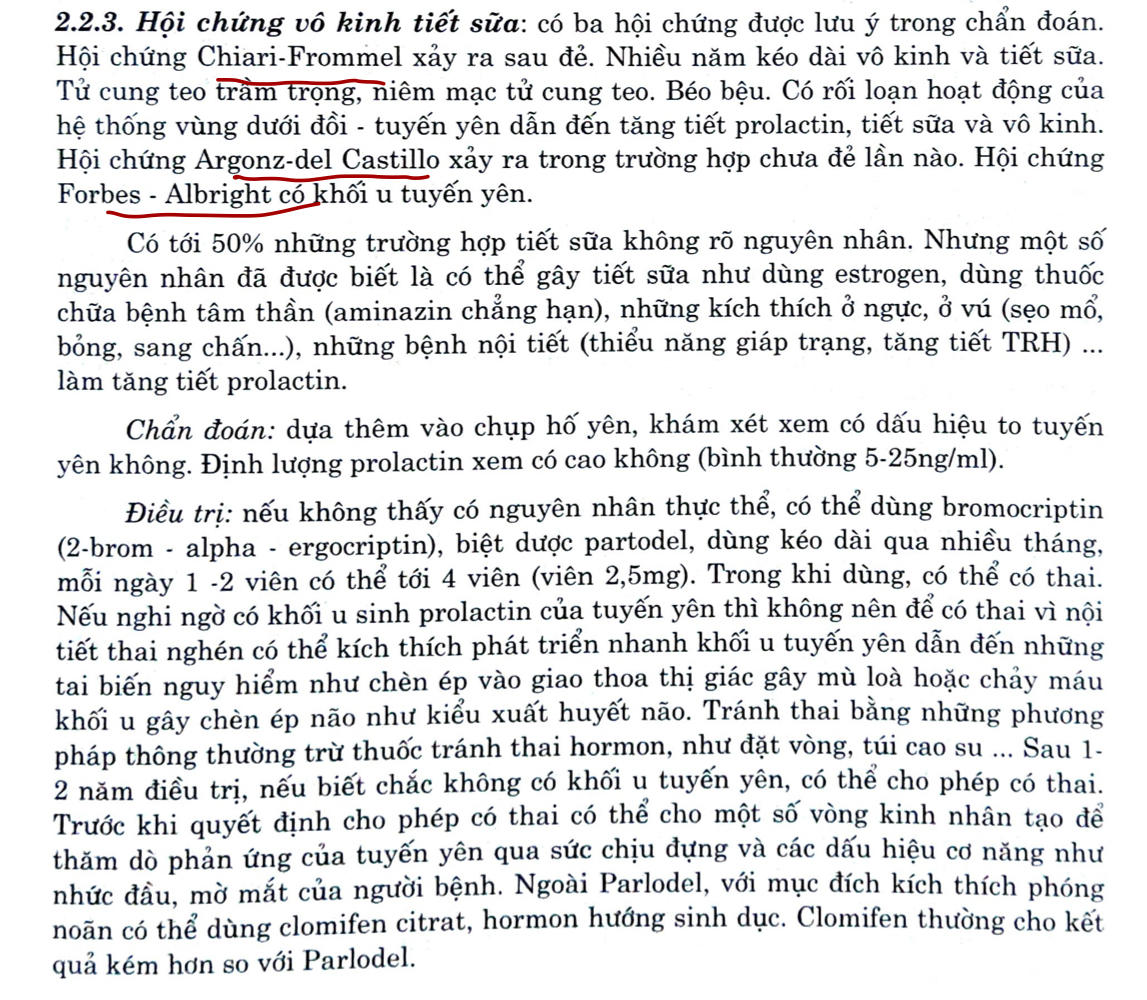 2.2.3. Hội chứng vô kinh tiết sữa: có ba hội chứng được lưu ý trong chẩn đoán.
Hội chứng Chiari-Frommel xảy ra sau đẻ. Nhiều năm kéo dài vô kinh và tiết sữa.
Tử cung teo trầm trọng, niêm mạc tử cung teo. Béo bệu. Có rối loạn hoạt động của
hệ thống vùng dưới đồi - tuyến yên dẫn đến tăng tiết prolactin, tiết sữa và vô kinh.
Hội chứng Argonz-del Castillo xảy ra trong trường hợp chưa đẻ lần nào. Hội chứng
Forbes - Albright có khối u tuyến yên.
Có tới 50% những trường hợp tiết sữa không rõ nguyên nhân. Nhưng một số
nguyên nhân đã được biết là có thể gây tiết sữa như dùng estrogen, dùng thuốc
chữa bệnh tâm thần (aminazin chẳng hạn), những kích thích ở ngực, ở vú (sẹo mổ,
bỏng, sang chấn...), những bệnh nội tiết (thiểu năng giáp trạng, tăng tiết TRH) ...
làm tăng tiết prolactin.
Chẩn đoán: dựa thêm vào chụp hố yên, khám xét xem có dấu hiệu to tuyến
yên không. Định lượng prolactin xem có cao không (bình thường 5-25ng/ml).
Điều trị: nếu không thấy có nguyên nhân thực thể, có thể dùng bromocriptin
(2-brom - alpha - ergocriptin), biệt dược partodel, dùng kéo dài qua nhiều tháng,
mỗi ngày 1 -2 viên có thể tới 4 viên (viên 2,5mg). Trong khi dùng, có thể có thai.
Nếu nghi ngờ có khối u sinh prolactin của tuyến yên thì không nên để có thai vì nội
tiết thai nghén có thể kích thích phát triển nhanh khối u tuyến yên dẫn đến những
tai biến nguy hiểm như chèn ép vào giao thoa thị giác gây mù loà hoặc chảy máu
khối u gây chèn ép não như kiểu xuất huyết não. Tránh thai bằng những phương
pháp thông thường trừ thuốc tránh thai hormon, như đặt vòng, túi cao su ... Sau 1-
2 năm điều trị, nếu biết chắc không có khối u tuyến yên, có thể cho phép có thai.
Trước khi quyết định cho phép có thai có thể cho một số vòng kinh nhân tạo để
thăm dò phản ứng của tuyến yên qua sức chịu đựng và các dấu hiệu cơ năng như
nhức đầu, mờ mắt của người bệnh. Ngoài Parlodel, với mục đích kích thích phóng
noãn có thể dùng clomifen citrat, hormon hướng sinh dục. Clomifen thường cho kết
quả kém hơn so với Parlodel.